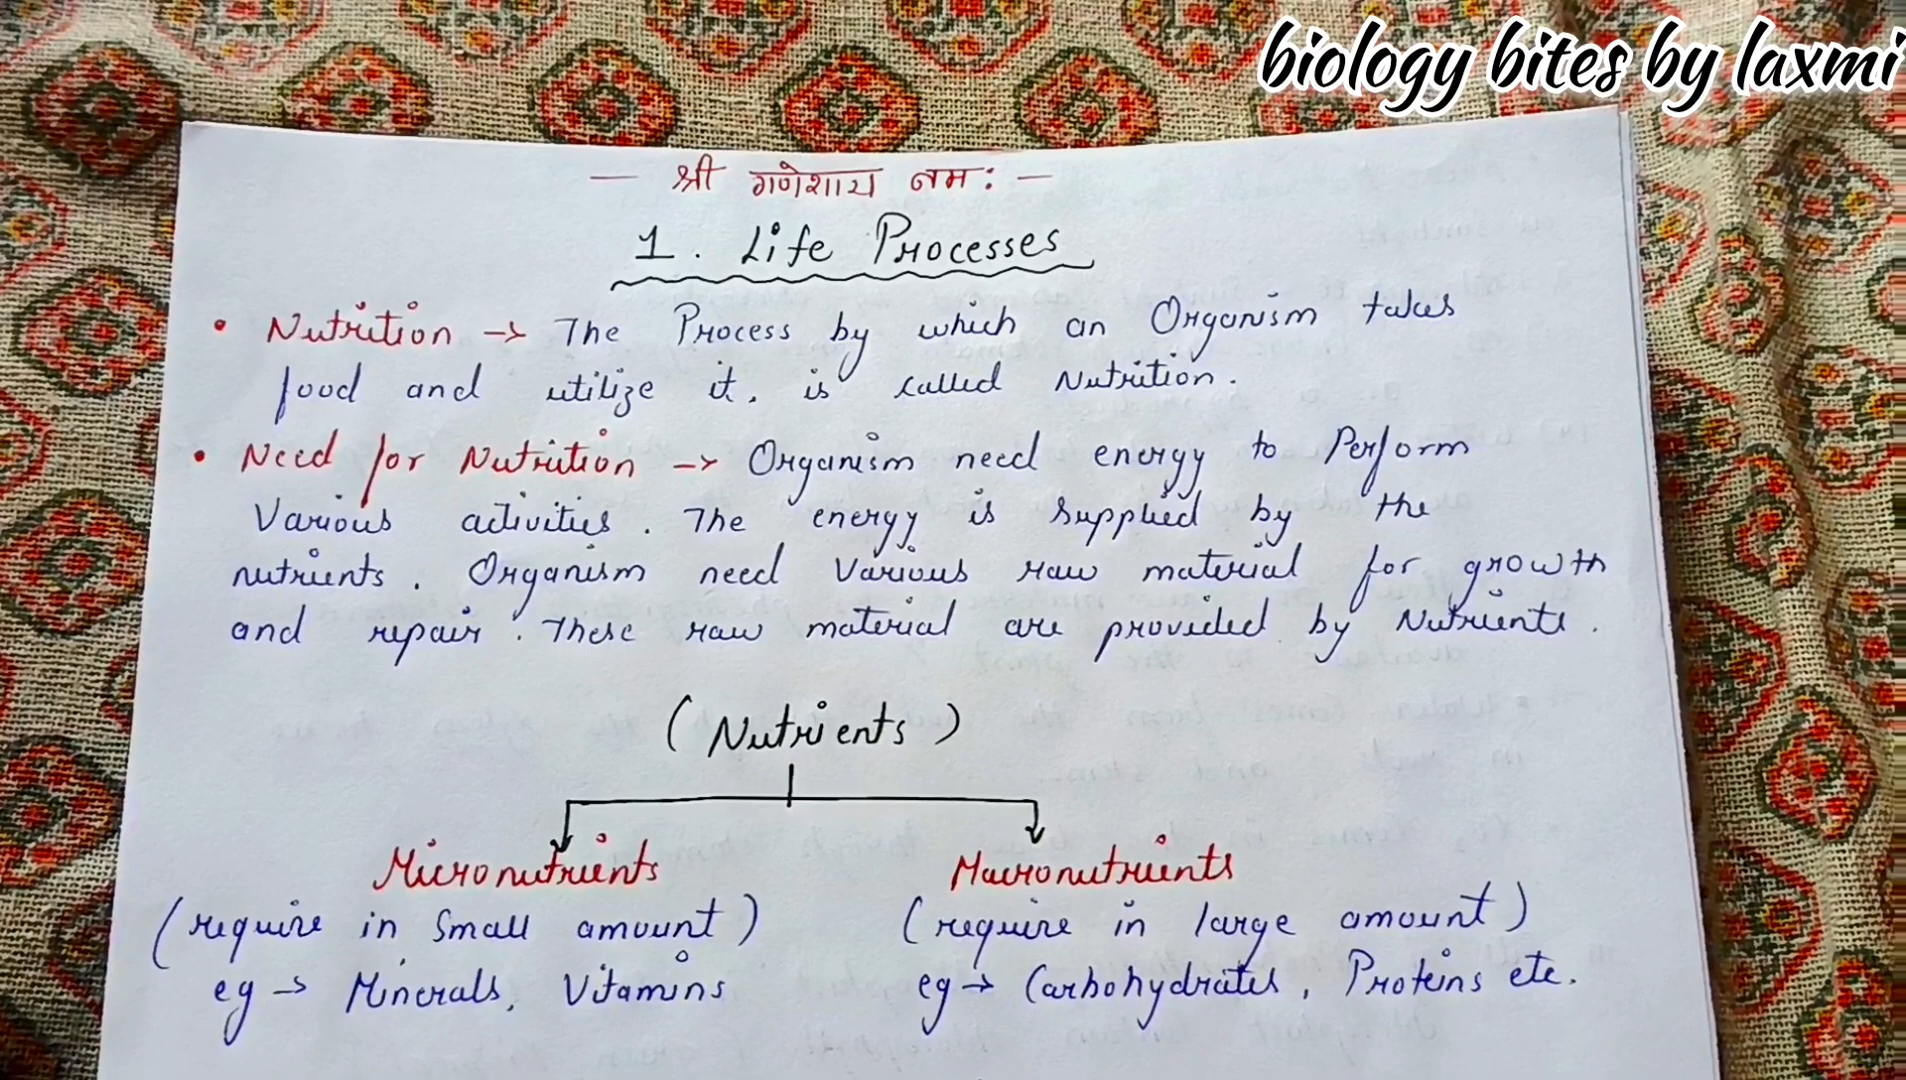 biology bites by laxmi
— श्री गणेशाय नमः —
1. Life Processes
• Nutrition -> The Process by which an Organism takes
food and utilize it. is called Nutrition.
• Need for Nutrition -> Organism need energy to Perform
Various activities. The energy is supplied by the
nutrients. Organism need Various raw material for growth
and repair. These raw material are provided by Nutrients.
(Nutrients)
Micronutrients Macronutrients
(require in Small amount) (require in large amount)
eg -> Minerals, Vitamins eg -> Carbohydrates, Proteins etc.